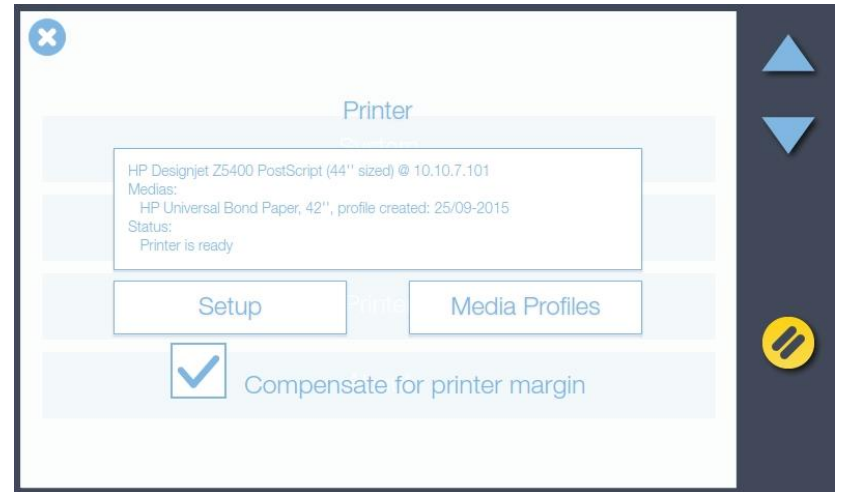 Printer
HP Designjet Z5400 PostScript (44'' sized) @ 10.10.7.101
Medias:
HP Universal Bond Paper, 42'', profile created: 25/09-2015
Status:
Printer is ready
Setup
Printe
Media Profiles
Compensate for printer margin